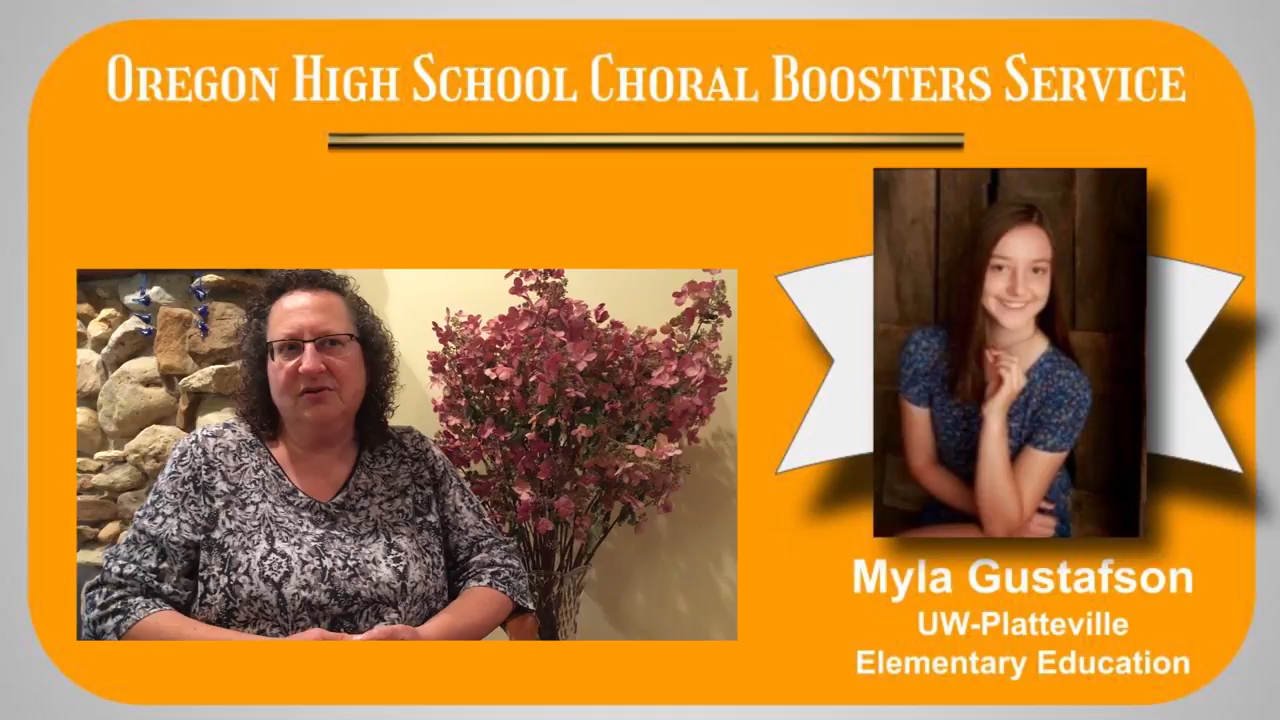 Oregon High School Choral Boosters Service
Myla Gustafson
UW-Platteville
Elementary Education